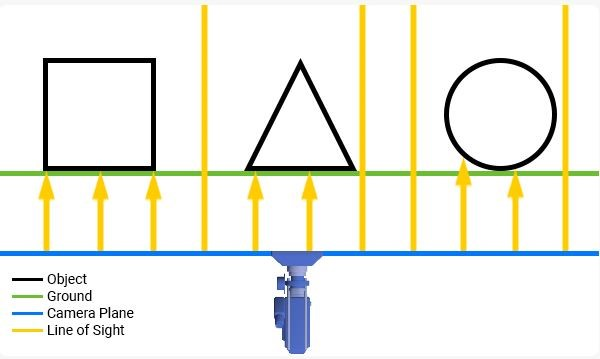 Object
Ground
Camera Plane
Line of Sight